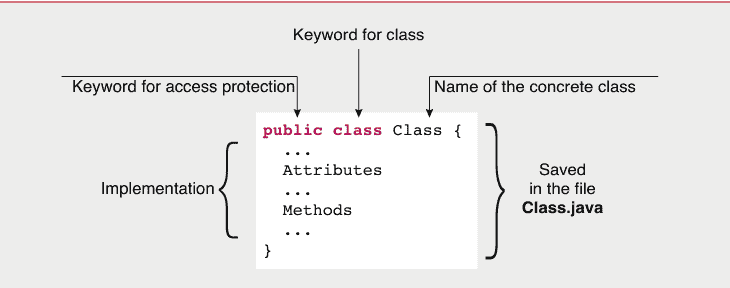 Keyword for class
Keyword for access protection
Name of the concrete class
public class Class {
...
Attributes
...
Methods
...
}
Implementation
Saved
in the file
Class.java